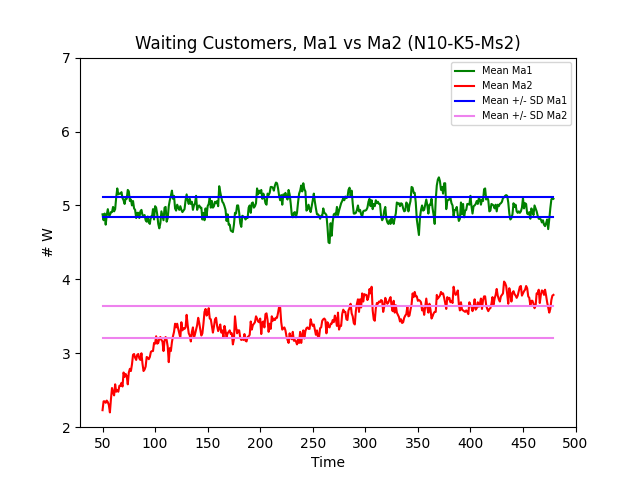 Waiting Customers, Ma1 vs Ma2 (N10-K5-Ms2)
Mean Ma1
Mean Ma2
Mean +/- SD Ma1
Mean +/- SD Ma2
# W
7
6
5
4
3
2
50
100
150
200
250
300
350
400
450
500
Time